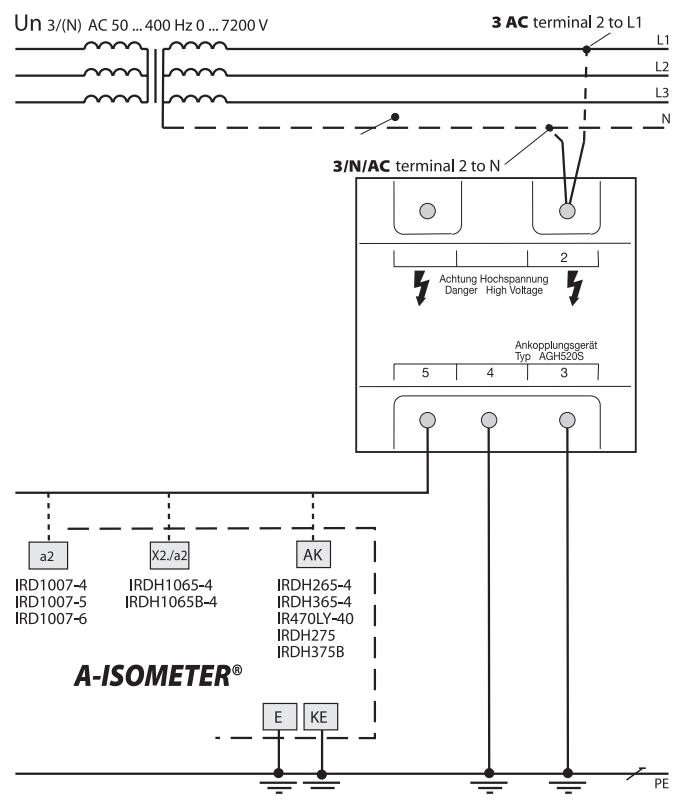 Un 3/(N) AC 50 ... 400 Hz 0 ... 7200 V
3 AC terminal 2 to L1
L1
L2
L3
N
3/N/AC terminal 2 to N
2
Achtung Hochspannung
Danger High Voltage
Ankopplungsgerät
Typ AGH520S
5 4 3
a2
X2./a2
AK
IRD1007-4
IRD1007-5
IRD1007-6
IRDH1065-4
IRDH1065B-4
IRDH265-4
IRDH365-4
IR470LY-40
IRDH275
IRDH375B
A-ISOMETER®
E
KE
PE